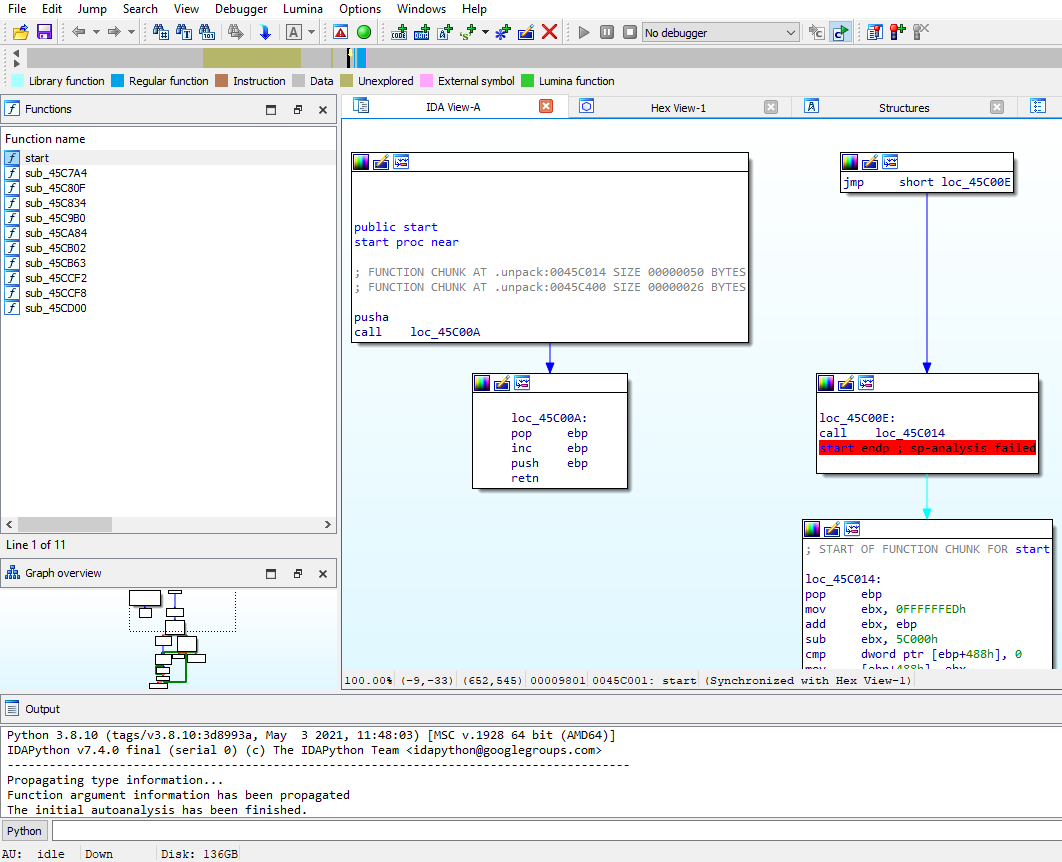 File Edit Jump Search View Debugger Lumina Options Windows Help
No debugger
Library function Regular function Instruction Data Unexplored External symbol Lumina function
Functions
IDA View-A
Hex View-1
Structures
Function name
start
sub_45C7A4
sub_45C80F
sub_45C834
sub_45C9B0
sub_45CA84
sub_45CB02
sub_45CB63
sub_45CCF2
sub_45CCF8
sub_45CD00
Line 1 of 11
Graph overview
public start
start proc near
; FUNCTION CHUNK AT .unpack:0045C014 SIZE 00000050 BYTES
; FUNCTION CHUNK AT .unpack:0045C400 SIZE 00000026 BYTES
pusha
call loc_45C00A
loc_45C00A:
pop ebp
inc ebp
push ebp
retn
jmp short loc_45C00E
loc_45C00E:
call loc_45C014
start endp ; sp-analysis failed
; START OF FUNCTION CHUNK FOR start
loc_45C014:
pop ebp
mov ebx, 0FFFFFFEDh
add ebx, ebp
sub ebx, 5C000h
cmp dword ptr [ebp+488h], 0
mov [ebp+488h], ebx
100.00% (-9,-33) (652,545) 00009801 0045C001: start (Synchronized with Hex View-1)
Output
Python 3.8.10 (tags/v3.8.10:3d8993a, May 3 2021, 11:48:03) [MSC v.1928 64 bit (AMD64)]
IDAPython v7.4.0 final (serial 0) (c) The IDAPython Team <idapython@googlegroups.com>
-----------------------------------------------------------------------------------------
Propagating type information...
Function argument information has been propagated
The initial autoanalysis has been finished.
Python
AU: idle Down Disk: 136GB